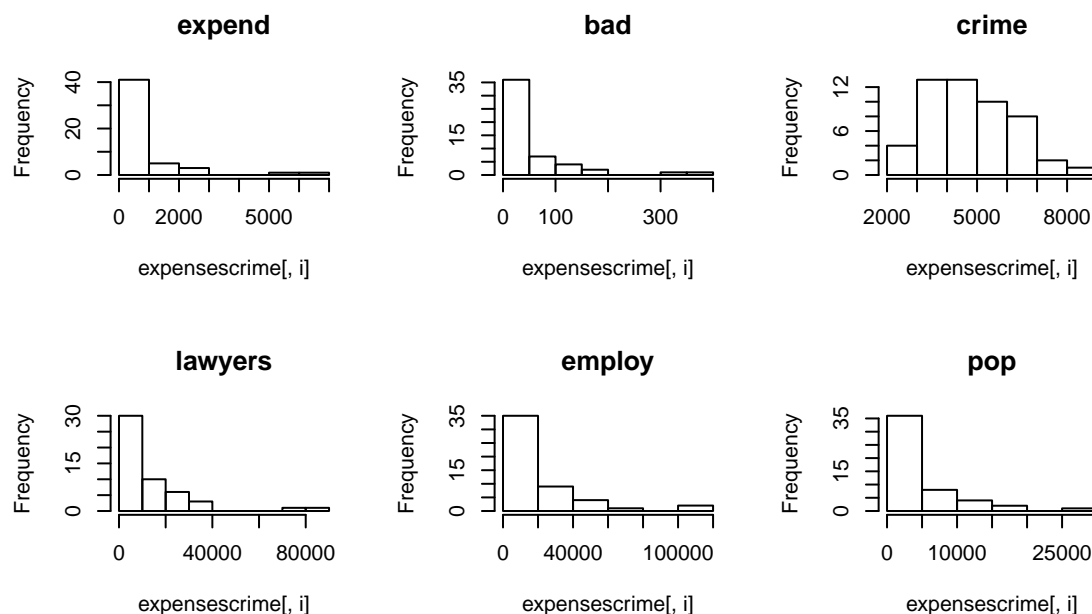 expend
bad
crime
Frequency
0 20 40
Frequency
0 15 35
Frequency
0 6 12
0 2000 5000
0 100 300
2000 5000 8000
expensescrime[, i]
expensescrime[, i]
expensescrime[, i]
lawyers
employ
pop
Frequency
0 15 30
Frequency
0 15 35
Frequency
0 15 35
0 40000 80000
0 40000 100000
0 10000 25000
expensescrime[, i]
expensescrime[, i]
expensescrime[, i]